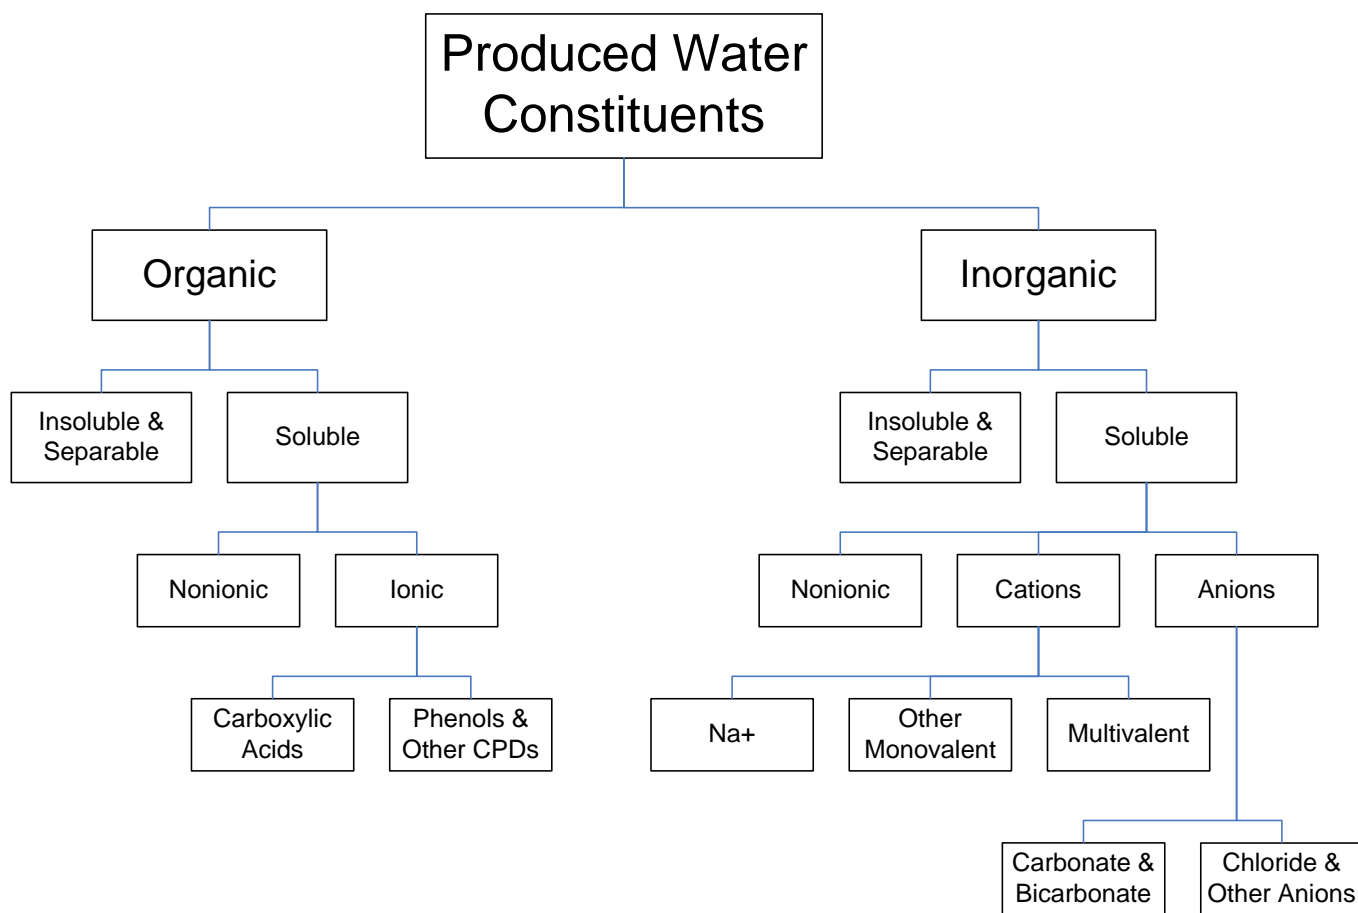 Produced Water
Constituents
Organic
Inorganic
Insoluble &
Separable
Soluble
Insoluble &
Separable
Soluble
Nonionic
Ionic
Nonionic
Cations
Anions
Carboxylic
Acids
Phenols &
Other CPDs
Na+
Other
Monovalent
Multivalent
Carbonate &
Bicarbonate
Chloride &
Other Anions